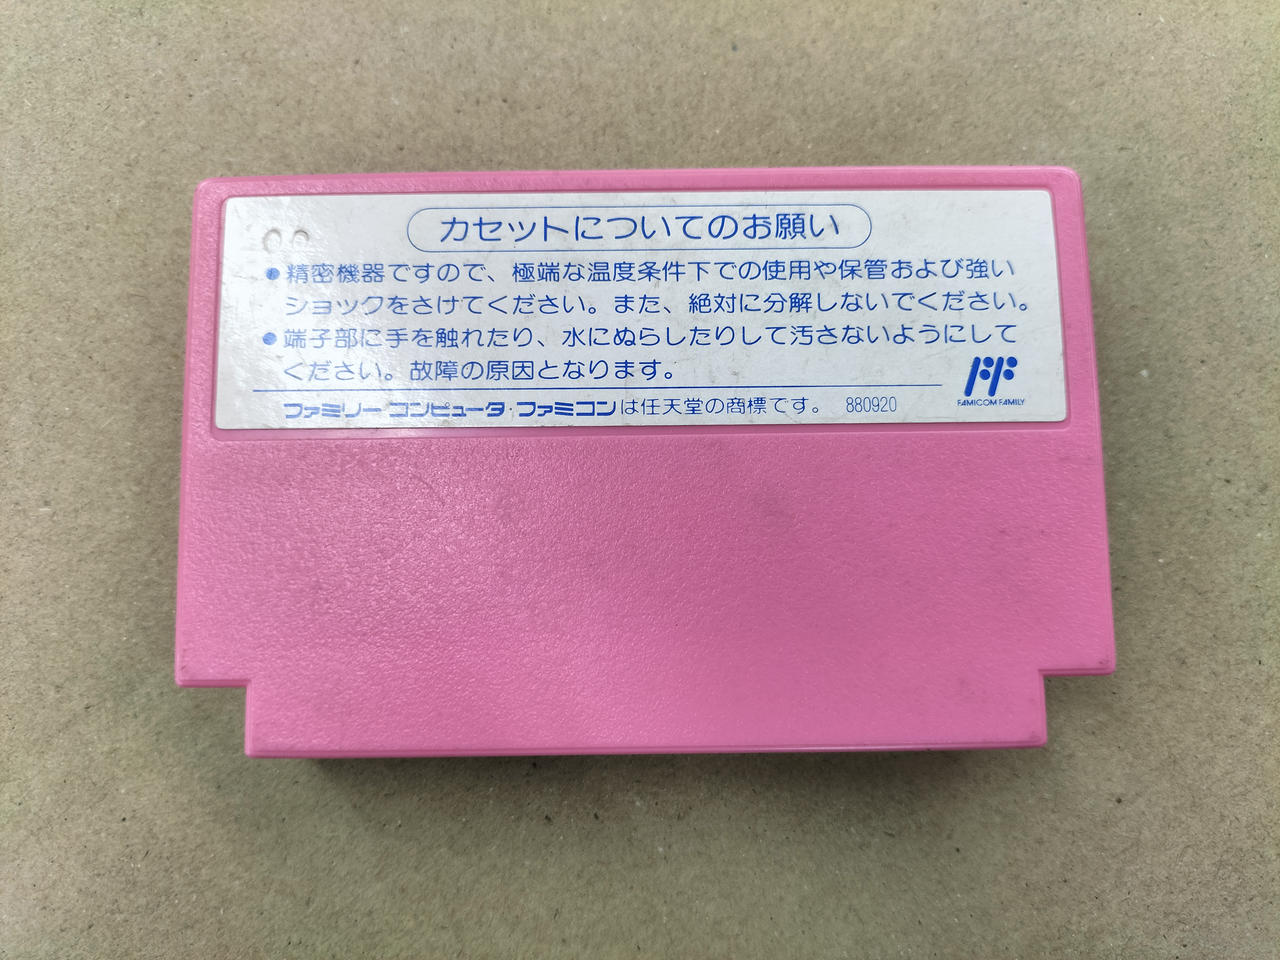 カセットについてのお願い
●精密機器ですので、極端な温度条件下での使用や保管および強い
ショックをさけてください。また、絶対に分解しないでください。
●端子部に手を触れたり、水にぬらしたりして汚さないようにして
ください。故障の原因となります。
ファミリーコンピュータ・ファミコンは任天堂の商標です。 880920
FAMICOM FAMILY